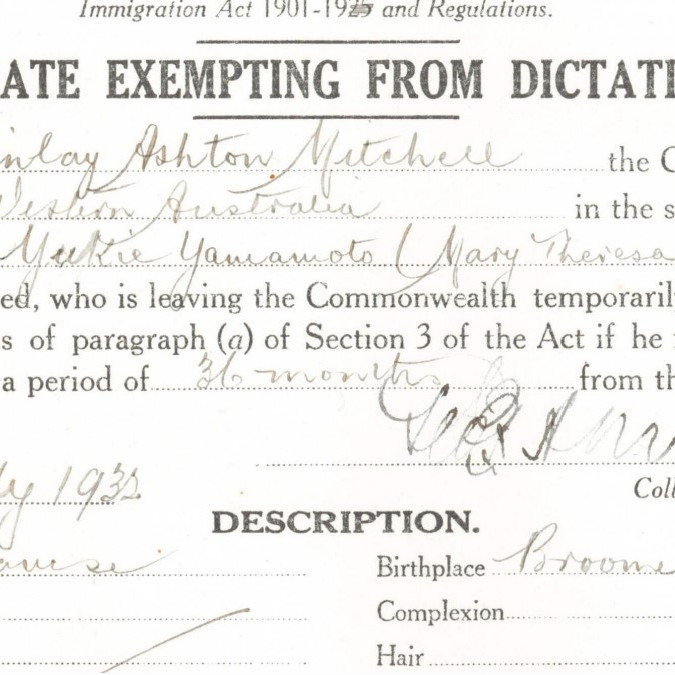 Immigration Act 1901-1925 and Regulations.
ATE EXEMPTING FROM DICTATI
nlay Ashton Mitchell the C
Western Australia in the s
Yukie Yamamoto (Mary Theresa
ed, who is leaving the Commonwealth temporaril
s of paragraph (a) of Section 3 of the Act if he
a period of 36 months from th
y 1932
Coll
DESCRIPTION.
anese Birthplace Broome
Complexion
Hair